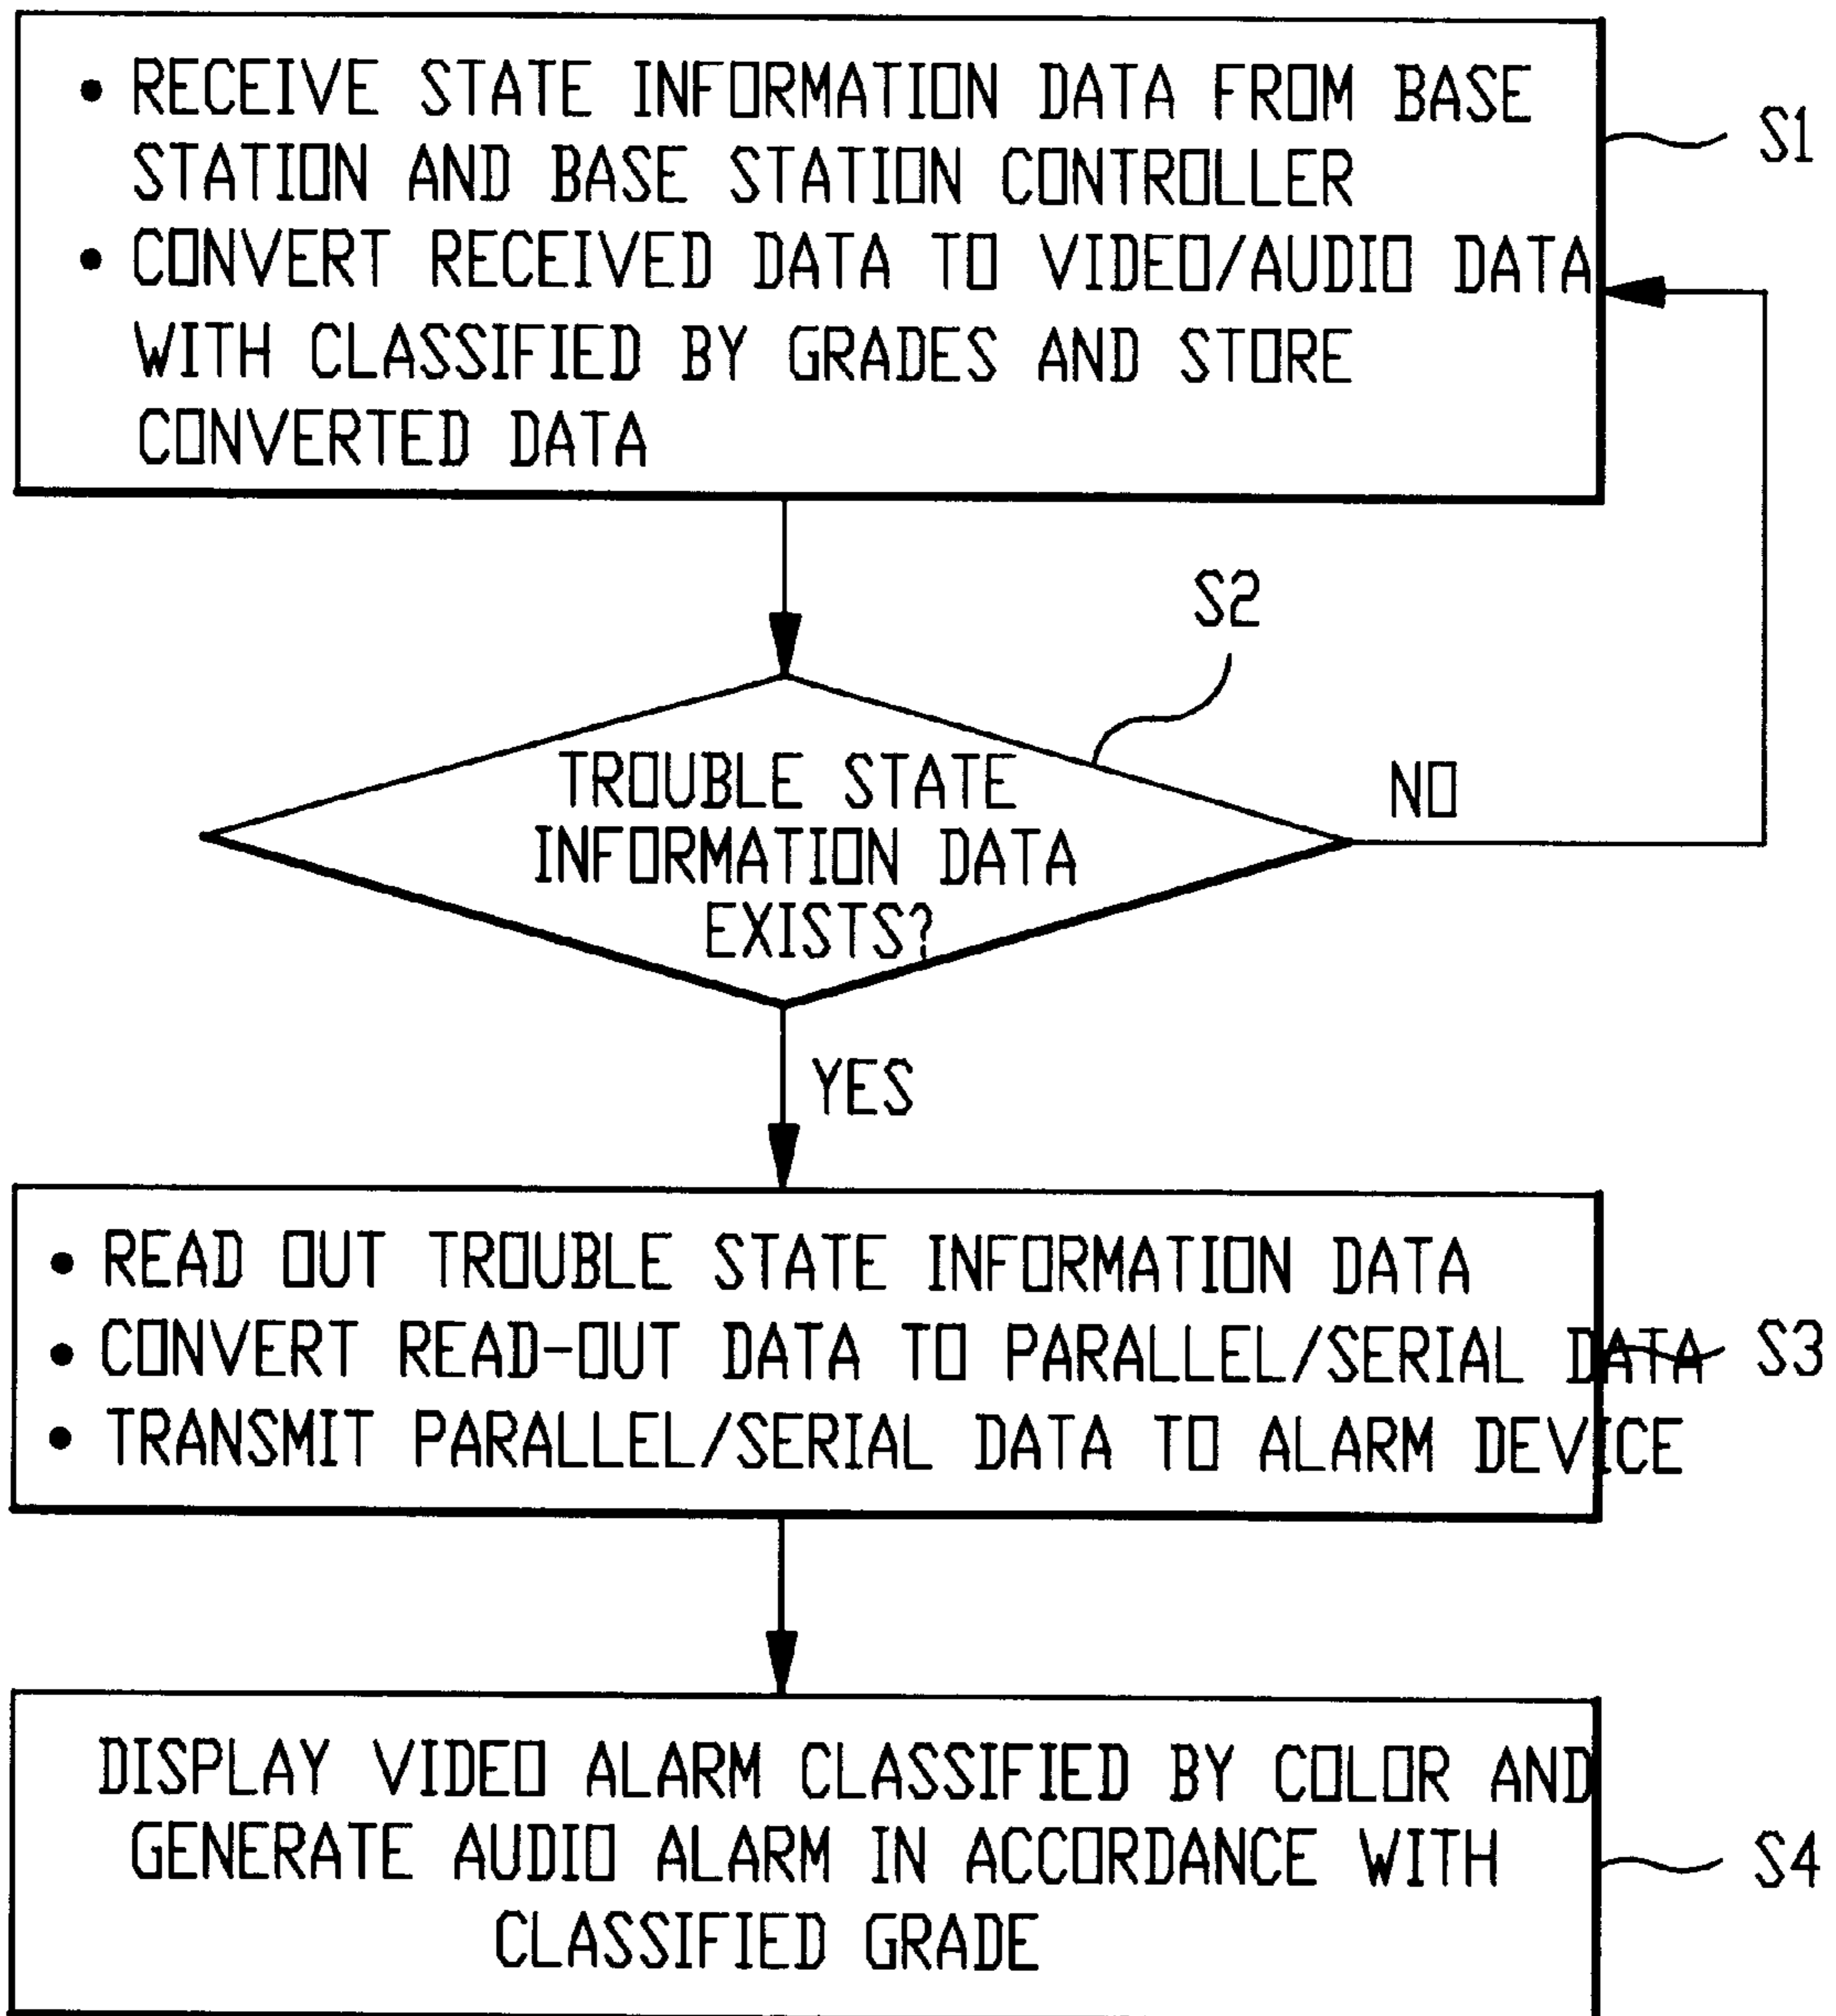 • RECEIVE STATE INFORMATION DATA FROM BASE
STATION AND BASE STATION CONTROLLER
• CONVERT RECEIVED DATA TO VIDEO/AUDIO DATA
WITH CLASSIFIED BY GRADES AND STORE
CONVERTED DATA
S1
S2
TROUBLE STATE
INFORMATION DATA
EXISTS?
NO
YES
• READ OUT TROUBLE STATE INFORMATION DATA
• CONVERT READ-OUT DATA TO PARALLEL/SERIAL DATA
• TRANSMIT PARALLEL/SERIAL DATA TO ALARM DEVICE
S3
DISPLAY VIDEO ALARM CLASSIFIED BY COLOR AND
GENERATE AUDIO ALARM IN ACCORDANCE WITH
CLASSIFIED GRADE
S4